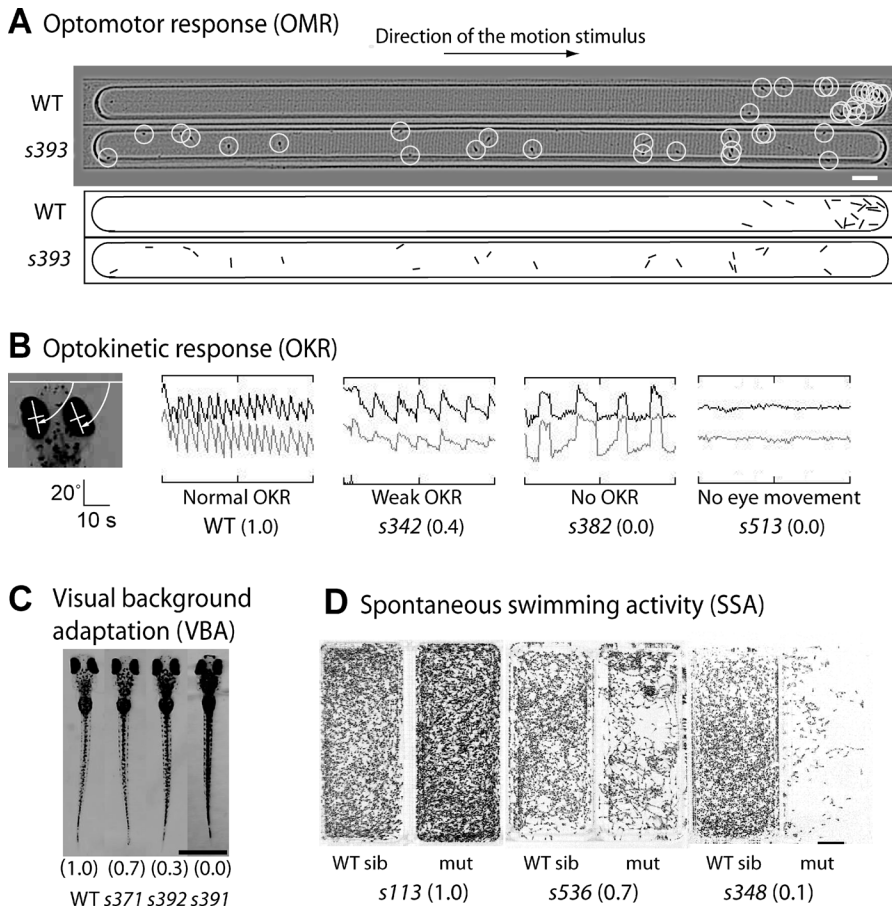 A Optomotor response (OMR)
Direction of the motion stimulus
WT
s393
WT
s393
B Optokinetic response (OKR)
20°
10 s
Normal OKR
WT (1.0)
Weak OKR
s342 (0.4)
No OKR
s382 (0.0)
No eye movement
s513 (0.0)
C Visual background
adaptation (VBA)
(1.0) (0.7) (0.3) (0.0)
WT s371 s392 s391
D Spontaneous swimming activity (SSA)
WT sib mut WT sib mut WT sib mut
s113 (1.0) s536 (0.7) s348 (0.1)